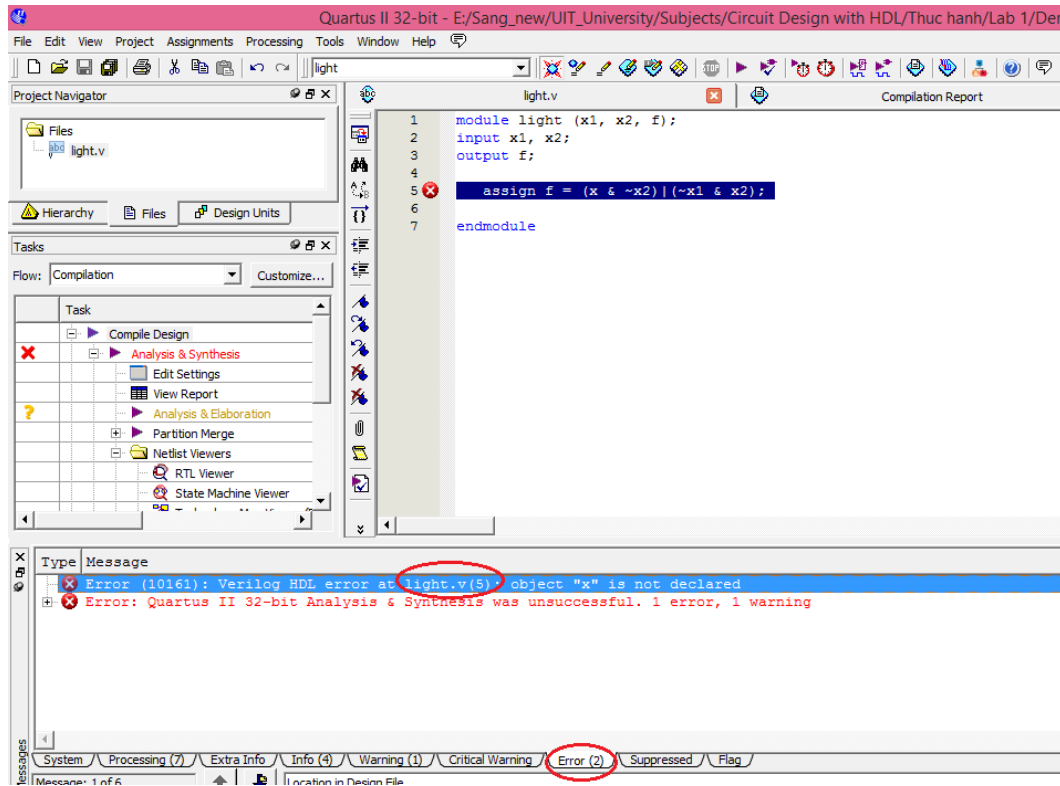 Quartus II 32-bit - E:/Sang_new/UIT_University/Subjects/Circuit Design with HDL/Thuc hanh/Lab 1/Der
File Edit View Project Assignments Processing Tools Window Help
light
STOP
Project Navigator
Files
abc light.v
Hierarchy Files Design Units
Tasks
Flow: Compilation Customize...
Task
Compile Design
Analysis & Synthesis
Edit Settings
View Report
Analysis & Elaboration
Partition Merge
Netlist Viewers
RTL Viewer
State Machine Viewer
abc light.v Compilation Report
1 module light (x1, x2, f);
2 input x1, x2;
3 output f;
4
5 assign f = (x & ~x2)|(~x1 & x2);
6
7 endmodule
Type Message
Error (10161): Verilog HDL error at light.v(5): object "x" is not declared
Error: Quartus II 32-bit Analysis & Synthesis was unsuccessful. 1 error, 1 warning
System Processing (7) Extra Info Info (4) Warning (1) Critical Warning Error (2) Suppressed Flag
Messages
Message: 1 of 6 Location in Design File